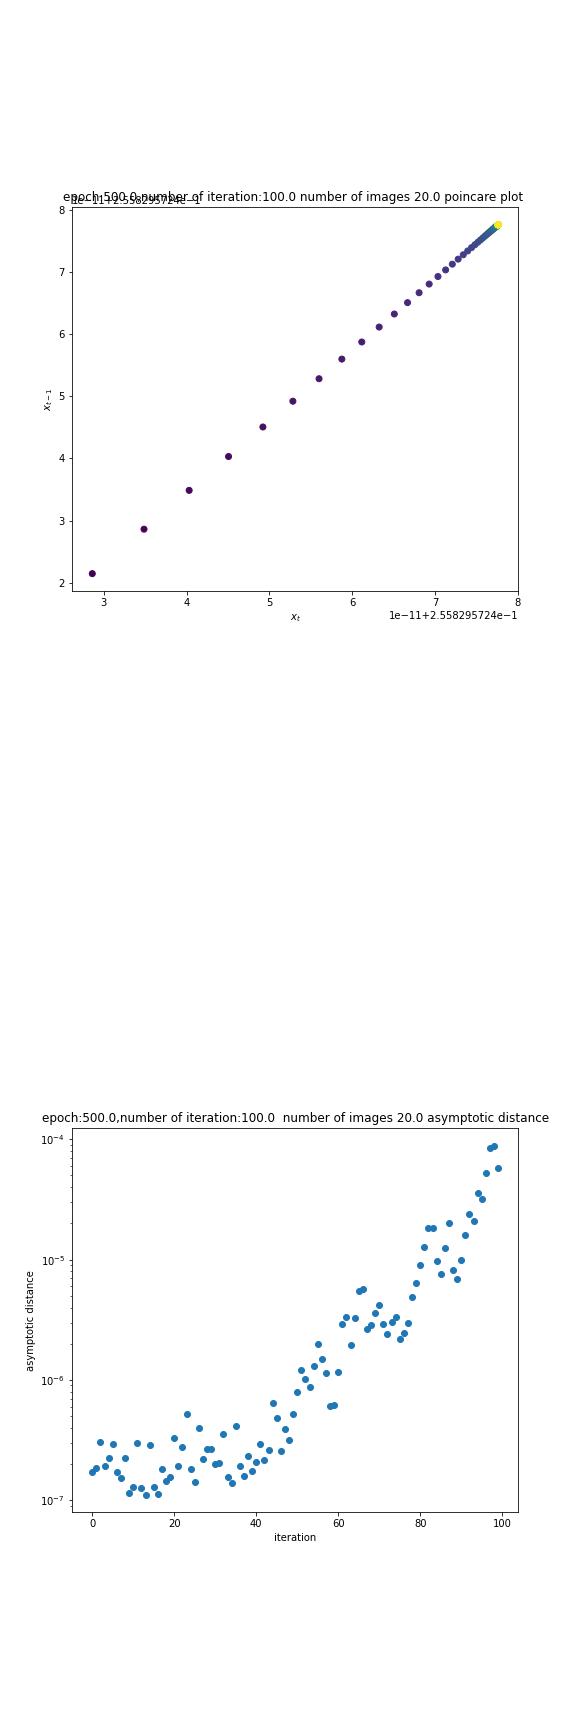 epoch:500.0,number of iteration:100.0 number of images 20.0 poincare plot
1e−11+2.558295724e−1
8
7
6
5
4
3
2
x_{t−1}
3 4 5 6 7 8
x_t
1e−11+2.558295724e−1
epoch:500.0,number of iteration:100.0  number of images 20.0 asymptotic distance
10^{-4}
10^{-5}
10^{-6}
10^{-7}
asymptotic distance
0 20 40 60 80 100
iteration